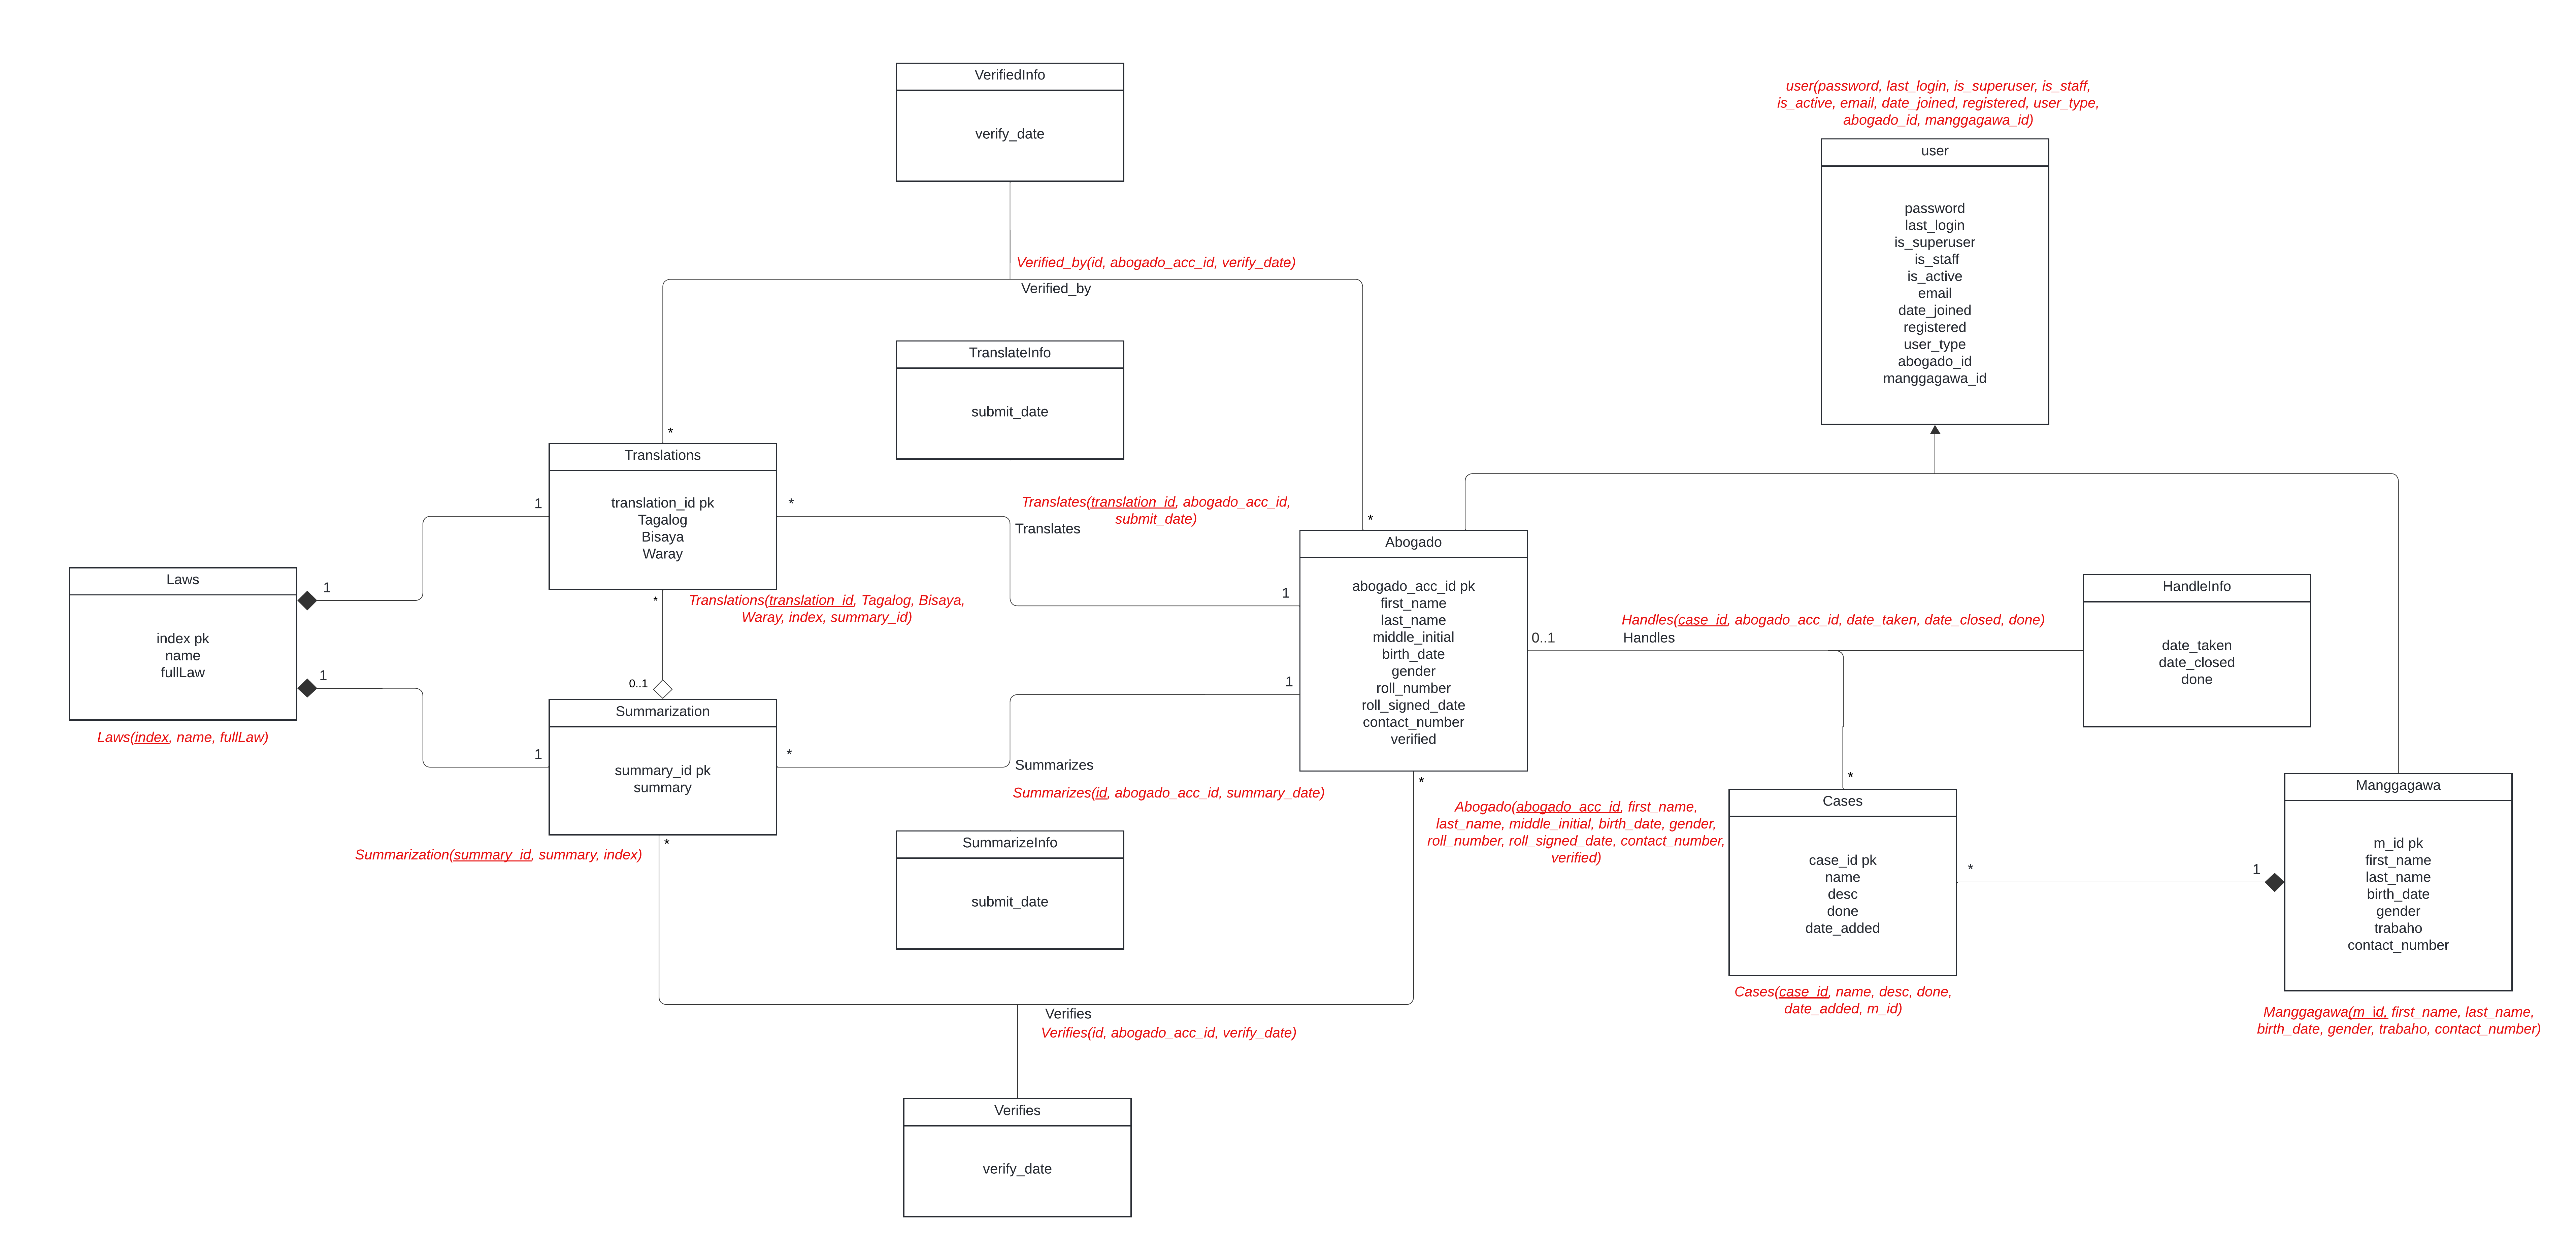 VerifiedInfo
verify_date
user(password, last_login, is_superuser, is_staff,
is_active, email, date_joined, registered, user_type,
abogado_id, manggagawa_id)
user
password
last_login
is_superuser
is_staff
is_active
email
date_joined
registered
user_type
abogado_id
manggagawa_id
Verified_by(id, abogado_acc_id, verify_date)
Verified_by
TranslateInfo
submit_date
*
Translations
translation_id pk
Tagalog
Bisaya
Waray
1
*
Translates(translation_id, abogado_acc_id,
submit_date)
Translates
*
1
Abogado
abogado_acc_id pk
first_name
last_name
middle_initial
birth_date
gender
roll_number
roll_signed_date
contact_number
verified
Laws
index pk
name
fullLaw
1
1
Laws(index, name, fullLaw)
*
Translations(translation_id, Tagalog, Bisaya,
Waray, index, summary_id)
0..1
Summarization
summary_id pk
summary
1
*
1
Summarizes
Summarizes(id, abogado_acc_id, summary_date)
Summarization(summary_id, summary, index)
*
SummarizeInfo
submit_date
0..1
Handles(case_id, abogado_acc_id, date_taken, date_closed, done)
Handles
HandleInfo
date_taken
date_closed
done
*
Abogado(abogado_acc_id, first_name,
last_name, middle_initial, birth_date, gender,
roll_number, roll_signed_date, contact_number,
verified)
*
Cases
case_id pk
name
desc
done
date_added
*
1
Manggagawa
m_id pk
first_name
last_name
birth_date
gender
trabaho
contact_number
Cases(case_id, name, desc, done,
date_added, m_id)
Manggagawa(m_id, first_name, last_name,
birth_date, gender, trabaho, contact_number)
Verifies
Verifies(id, abogado_acc_id, verify_date)
Verifies
verify_date